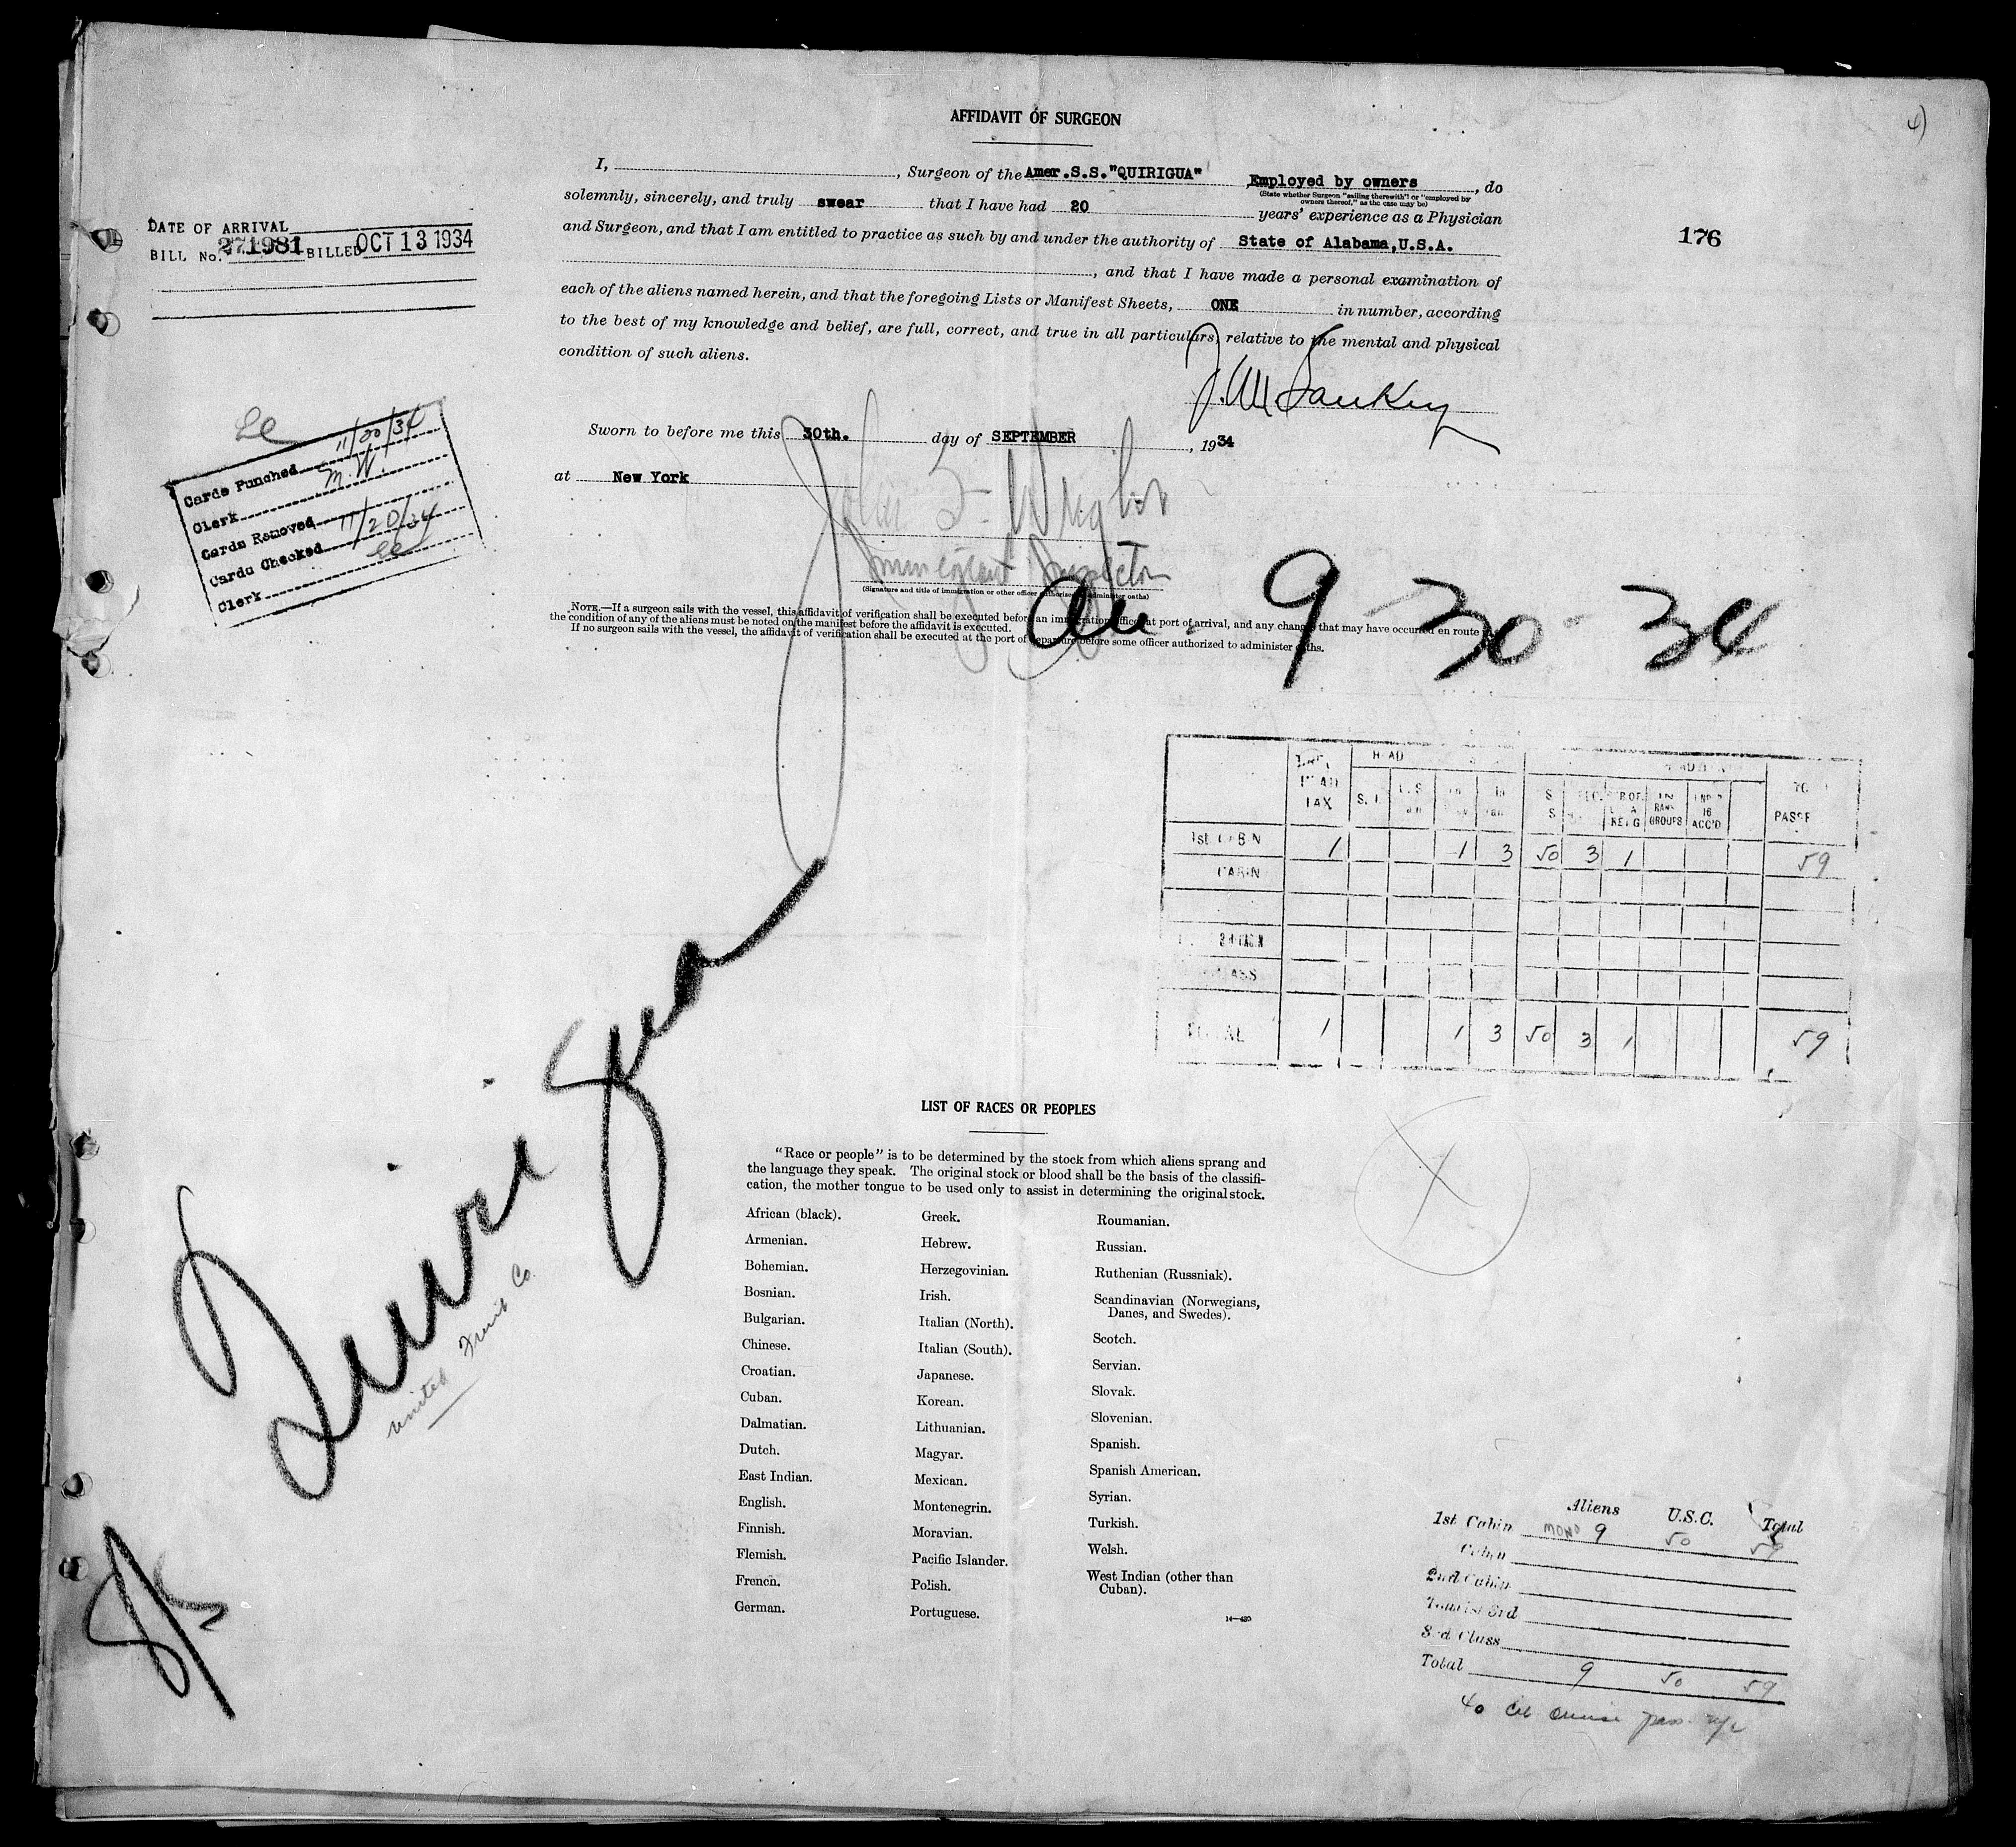 4)
AFFIDAVIT OF SURGEON
I, , Surgeon of the Amer.S.S."QUIRIGUA" Employed by owners , do
(State whether Surgeon "sailing therewith" or "employed by owners thereof," as the case may be)
solemnly, sincerely, and truly swear that I have had 20 years' experience as a Physician
and Surgeon, and that I am entitled to practice as such by and under the authority of State of Alabama,U.S.A.
, and that I have made a personal examination of
each of the aliens named herein, and that the foregoing Lists or Manifest Sheets, ONE in number, according
to the best of my knowledge and belief, are full, correct, and true in all particulars, relative to the mental and physical
condition of such aliens.
176
DATE OF ARRIVAL
BILL No. 271981 BILLED OCT 13 1934
Sworn to before me this 30th. day of SEPTEMBER , 1934
at New York
Immigrant Inspector
(Signature and title of immigration or other officer authorized to administer oaths)
Cards Punched 11/20/34
Clerk M.W.
Cards Removed
Cards Checked 11/20/34
Clerk
NOTE.—If a surgeon sails with the vessel, this affidavit of verification shall be executed before an immigration officer at port of arrival, and any changes that may have occurred en route
the condition of any of the aliens must be noted on the manifest before the affidavit is executed.
If no surgeon sails with the vessel, the affidavit of verification shall be executed at the port of departure before some officer authorized to administer oaths.
9-30-34
HEAD TAX
GROUPS
UNDER 16 ACC'D
1st CABIN 1 1 3 50 3 1 59
CABIN
TOTAL 1 1 3 50 3 1 59
Quirigua
United Fruit Co.
LIST OF RACES OR PEOPLES
"Race or people" is to be determined by the stock from which aliens sprang and
the language they speak. The original stock or blood shall be the basis of the classifi-
cation, the mother tongue to be used only to assist in determining the original stock.
African (black).
Armenian.
Bohemian.
Bosnian.
Bulgarian.
Chinese.
Croatian.
Cuban.
Dalmatian.
Dutch.
East Indian.
English.
Finnish.
Flemish.
French.
German.
Greek.
Hebrew.
Herzegovinian.
Irish.
Italian (North).
Italian (South).
Japanese.
Korean.
Lithuanian.
Magyar.
Mexican.
Montenegrin.
Moravian.
Pacific Islander.
Polish.
Portuguese.
Roumanian.
Russian.
Ruthenian (Russniak).
Scandinavian (Norwegians,
Danes, and Swedes).
Scotch.
Servian.
Slovak.
Slovenian.
Spanish.
Spanish American.
Syrian.
Turkish.
Welsh.
West Indian (other than
Cuban).
14—430
Aliens U.S.C. Total
1st Cabin 9 50 59
Cabin
2nd Cabin
Tourist 3rd
3rd Class
Total 9 50 59